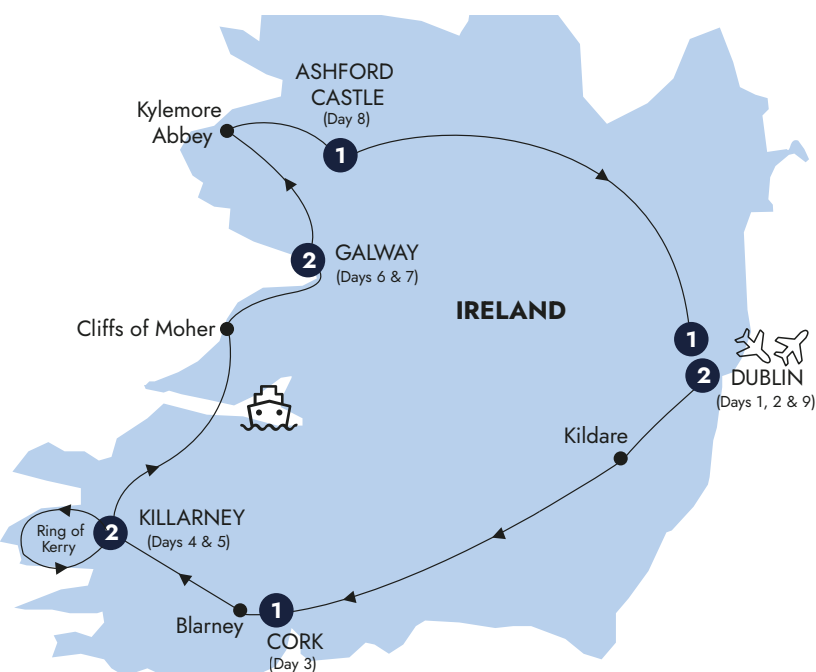 ASHFORD
CASTLE
(Day 8)
Kylemore
Abbey
1
2
GALWAY
(Days 6 & 7)
IRELAND
Cliffs of Moher
1
2
DUBLIN
(Days 1, 2 & 9)
Kildare
KILLARNEY
(Days 4 & 5)
2
Ring of
Kerry
Blarney
1
CORK
(Day 3)